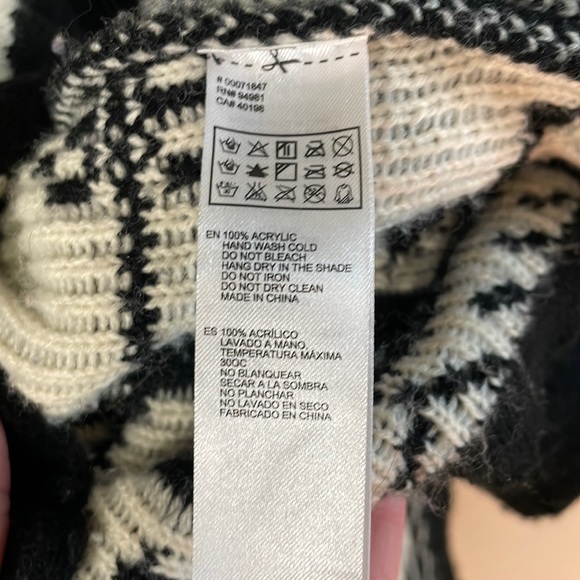 # 00071847
RN# 94981
CA# 40198
EN 100% ACRYLIC
HAND WASH COLD
DO NOT BLEACH
HANG DRY IN THE SHADE
DO NOT IRON
DO NOT DRY CLEAN
MADE IN CHINA
ES 100% ACRÍLICO
LAVADO A MANO,
TEMPERATURA MÁXIMA
30OC
NO BLANQUEAR
SECAR A LA SOMBRA
NO PLANCHAR
NO LAVADO EN SECO
FABRICADO EN CHINA